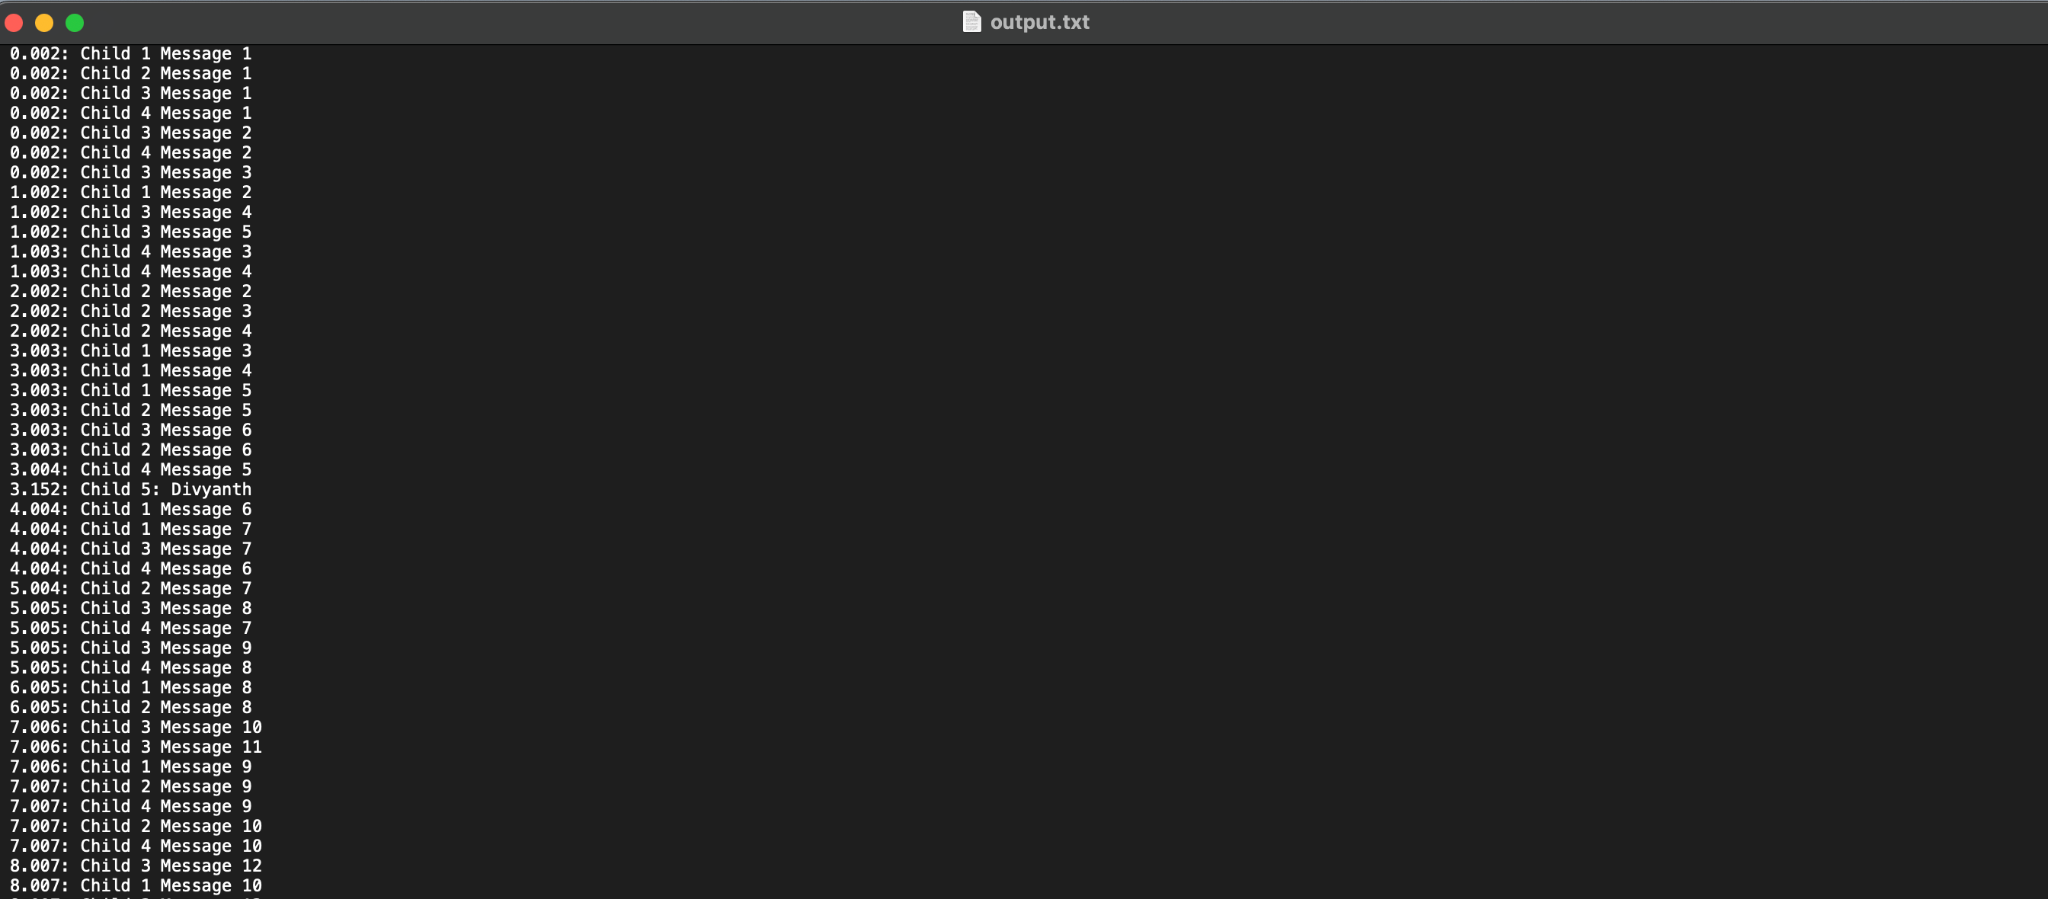 output.txt
0.002: Child 1 Message 1
0.002: Child 2 Message 1
0.002: Child 3 Message 1
0.002: Child 4 Message 1
0.002: Child 3 Message 2
0.002: Child 4 Message 2
0.002: Child 3 Message 3
1.002: Child 1 Message 2
1.002: Child 3 Message 4
1.002: Child 3 Message 5
1.003: Child 4 Message 3
1.003: Child 4 Message 4
2.002: Child 2 Message 2
2.002: Child 2 Message 3
2.002: Child 2 Message 4
3.003: Child 1 Message 3
3.003: Child 1 Message 4
3.003: Child 1 Message 5
3.003: Child 2 Message 5
3.003: Child 3 Message 6
3.003: Child 2 Message 6
3.004: Child 4 Message 5
3.152: Child 5: Divyanth
4.004: Child 1 Message 6
4.004: Child 1 Message 7
4.004: Child 3 Message 7
4.004: Child 4 Message 6
5.004: Child 2 Message 7
5.005: Child 3 Message 8
5.005: Child 4 Message 7
5.005: Child 3 Message 9
5.005: Child 4 Message 8
6.005: Child 1 Message 8
6.005: Child 2 Message 8
7.006: Child 3 Message 10
7.006: Child 3 Message 11
7.006: Child 1 Message 9
7.007: Child 2 Message 9
7.007: Child 4 Message 9
7.007: Child 2 Message 10
7.007: Child 4 Message 10
8.007: Child 3 Message 12
8.007: Child 1 Message 10